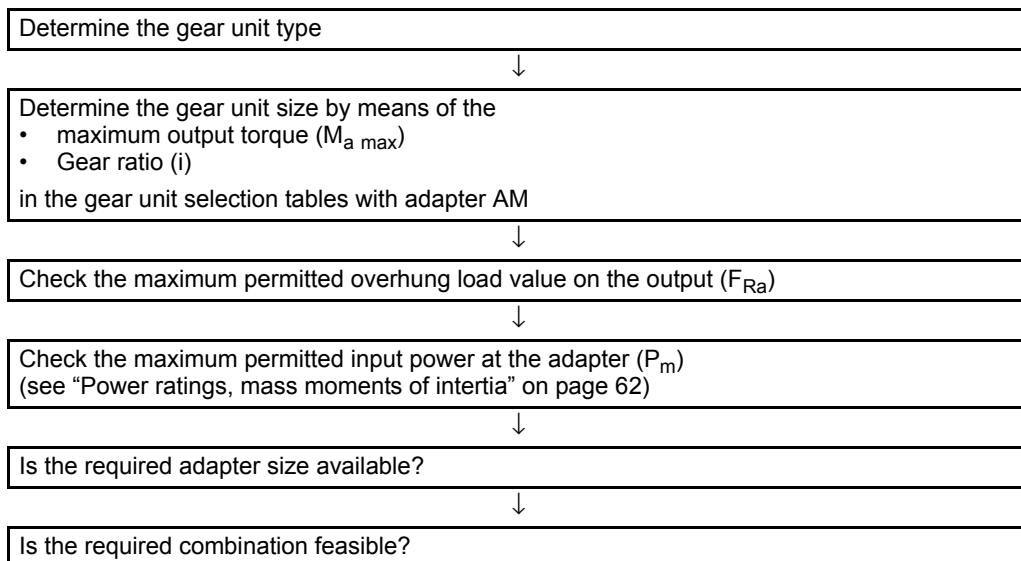 Determine the gear unit type
↓
Determine the gear unit size by means of the
• maximum output torque (Ma max)
• Gear ratio (i)
in the gear unit selection tables with adapter AM
↓
Check the maximum permitted overhung load value on the output (FRa)
↓
Check the maximum permitted input power at the adapter (Pm)
(see “Power ratings, mass moments of intertia” on page 62)
↓
Is the required adapter size available?
↓
Is the required combination feasible?